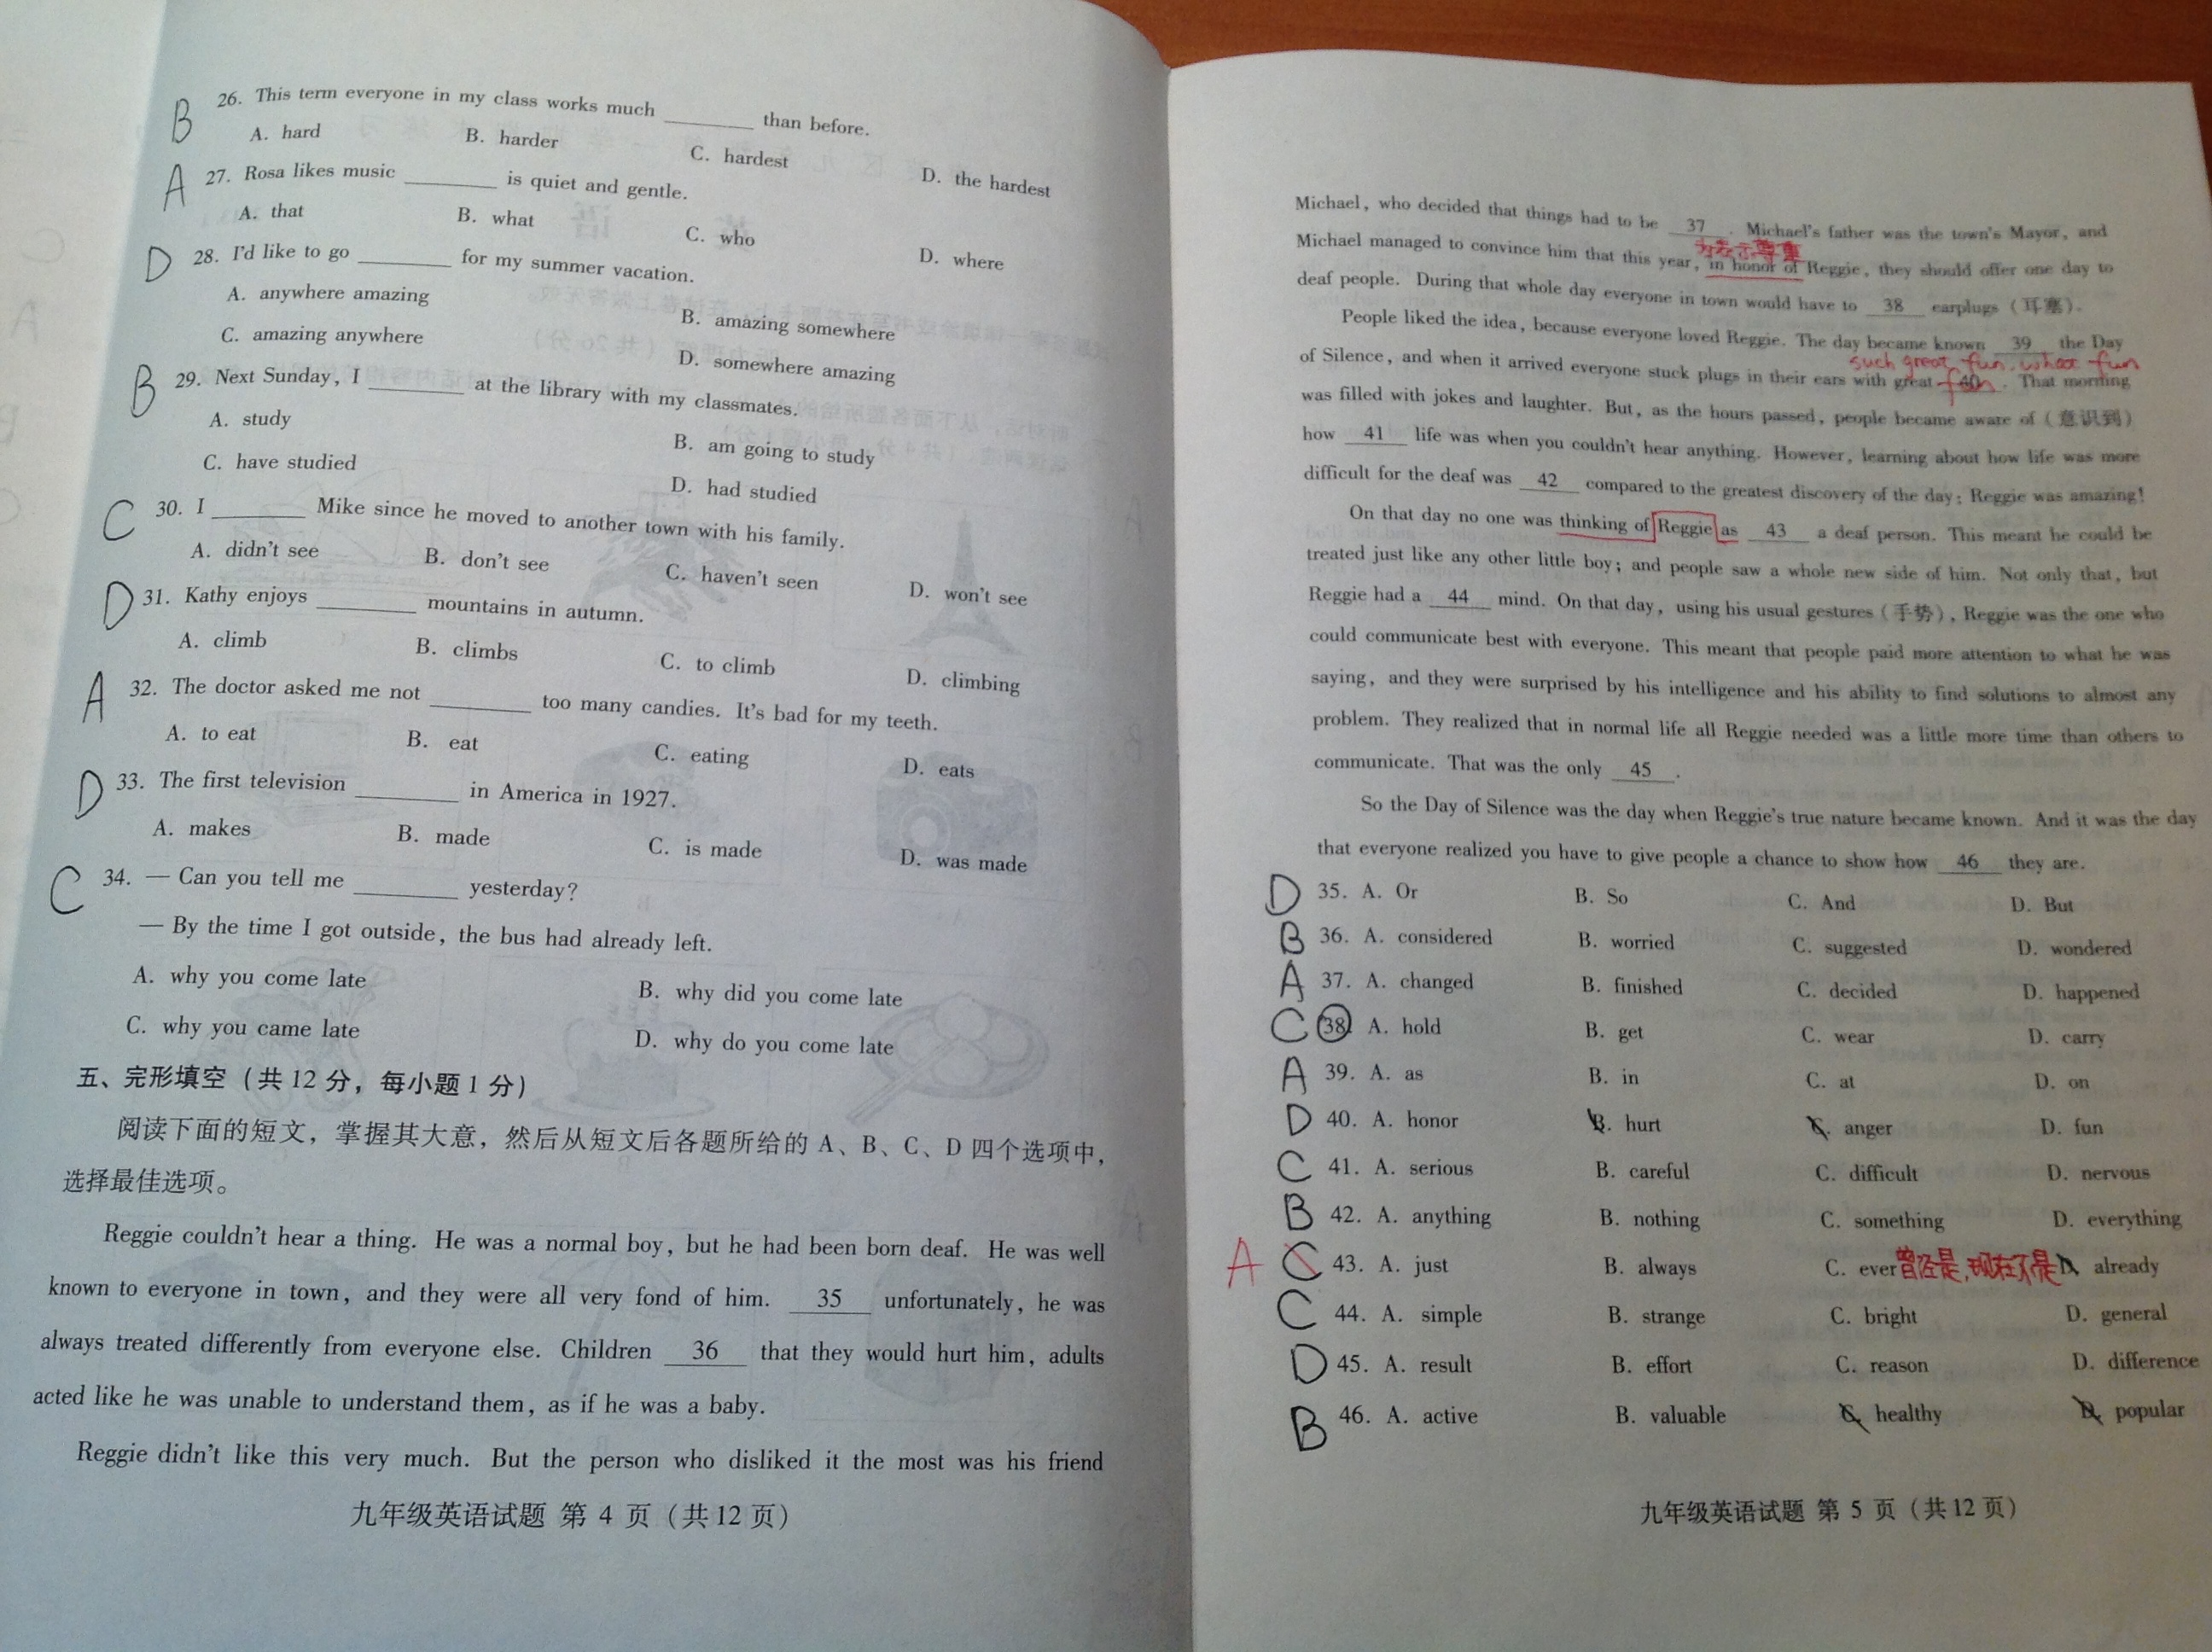 B 26. This term everyone in my class works much ________ than before.
A. hard B. harder C. hardest D. the hardest
A 27. Rosa likes music ________ is quiet and gentle.
A. that B. what C. who D. where
D 28. I'd like to go ________ for my summer vacation.
A. anywhere amazing B. amazing somewhere
C. amazing anywhere D. somewhere amazing
B 29. Next Sunday, I ________ at the library with my classmates.
A. study B. am going to study
C. have studied D. had studied
C 30. I ________ Mike since he moved to another town with his family.
A. didn't see B. don't see C. haven't seen D. won't see
D 31. Kathy enjoys ________ mountains in autumn.
A. climb B. climbs C. to climb D. climbing
A 32. The doctor asked me not ________ too many candies. It's bad for my teeth.
A. to eat B. eat C. eating D. eats
D 33. The first television ________ in America in 1927.
A. makes B. made C. is made D. was made
C 34. — Can you tell me ________ yesterday?
— By the time I got outside, the bus had already left.
A. why you come late B. why did you come late
C. why you came late D. why do you come late
五、完形填空（共 12 分，每小题 1 分）
阅读下面的短文，掌握其大意，然后从短文后各题所给的 A、B、C、D 四个选项中，
选择最佳选项。
Reggie couldn't hear a thing. He was a normal boy, but he had been born deaf. He was well
known to everyone in town, and they were all very fond of him. 35 unfortunately, he was
always treated differently from everyone else. Children 36 that they would hurt him, adults
acted like he was unable to understand them, as if he was a baby.
Reggie didn't like this very much. But the person who disliked it the most was his friend
九年级英语试题 第 4 页（共 12 页）
Michael, who decided that things had to be 37 . Michael's father was the town's Mayor, and
为表示尊重
Michael managed to convince him that this year, in honor of Reggie, they should offer one day to
deaf people. During that whole day everyone in town would have to 38 earplugs（耳塞）.
People liked the idea, because everyone loved Reggie. The day became known 39 the Day
such great fun. what fun
of Silence, and when it arrived everyone stuck plugs in their ears with great 40 fun. That morning
was filled with jokes and laughter. But, as the hours passed, people became aware of（意识到）
how 41 life was when you couldn't hear anything. However, learning about how life was more
difficult for the deaf was 42 compared to the greatest discovery of the day: Reggie was amazing!
On that day no one was thinking of Reggie as 43 a deaf person. This meant he could be
treated just like any other little boy; and people saw a whole new side of him. Not only that, but
Reggie had a 44 mind. On that day, using his usual gestures（手势）, Reggie was the one who
could communicate best with everyone. This meant that people paid more attention to what he was
saying, and they were surprised by his intelligence and his ability to find solutions to almost any
problem. They realized that in normal life all Reggie needed was a little more time than others to
communicate. That was the only 45 .
So the Day of Silence was the day when Reggie's true nature became known. And it was the day
that everyone realized you have to give people a chance to show how 46 they are.
D 35. A. Or B. So C. And D. But
B 36. A. considered B. worried C. suggested D. wondered
A 37. A. changed B. finished C. decided D. happened
C 38. A. hold B. get C. wear D. carry
A 39. A. as B. in C. at D. on
D 40. A. honor B. hurt C. anger D. fun
C 41. A. serious B. careful C. difficult D. nervous
B 42. A. anything B. nothing C. something D. everything
A C 43. A. just B. always C. ever 曾经是，现在不是 D. already
C 44. A. simple B. strange C. bright D. general
D 45. A. result B. effort C. reason D. difference
B 46. A. active B. valuable C. healthy D. popular
九年级英语试题 第 5 页（共 12 页）